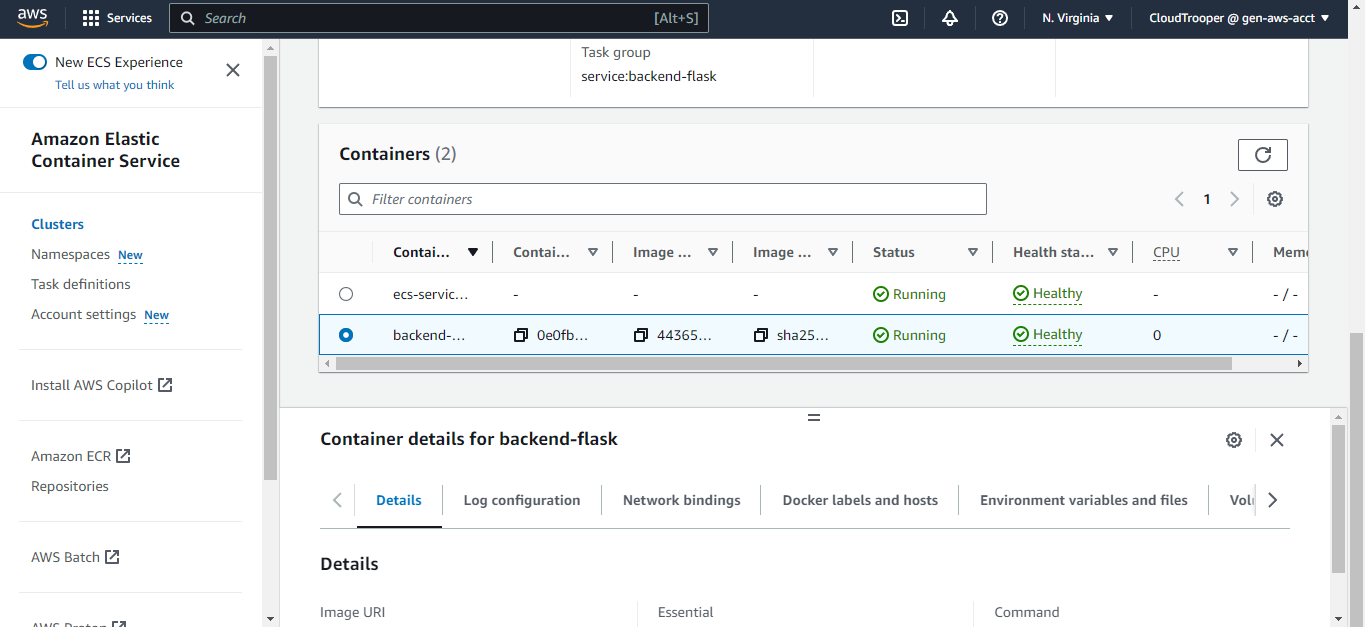 aws Services Search [Alt+S] N. Virginia CloudTrooper @ gen-aws-acct
New ECS Experience
Tell us what you think
Amazon Elastic
Container Service
Clusters
Namespaces New
Task definitions
Account settings New
Install AWS Copilot
Amazon ECR
Repositories
AWS Batch
AWS Proton
Task group
service:backend-flask
Containers (2)
Filter containers
1
Contai... Contai... Image ... Image ... Status Health sta... CPU Mem
ecs-servic... - - - Running Healthy - - / -
backend-... 0e0fb... 44365... sha25... Running Healthy 0 - / -
Container details for backend-flask
Details Log configuration Network bindings Docker labels and hosts Environment variables and files Vol
Details
Image URI Essential Command